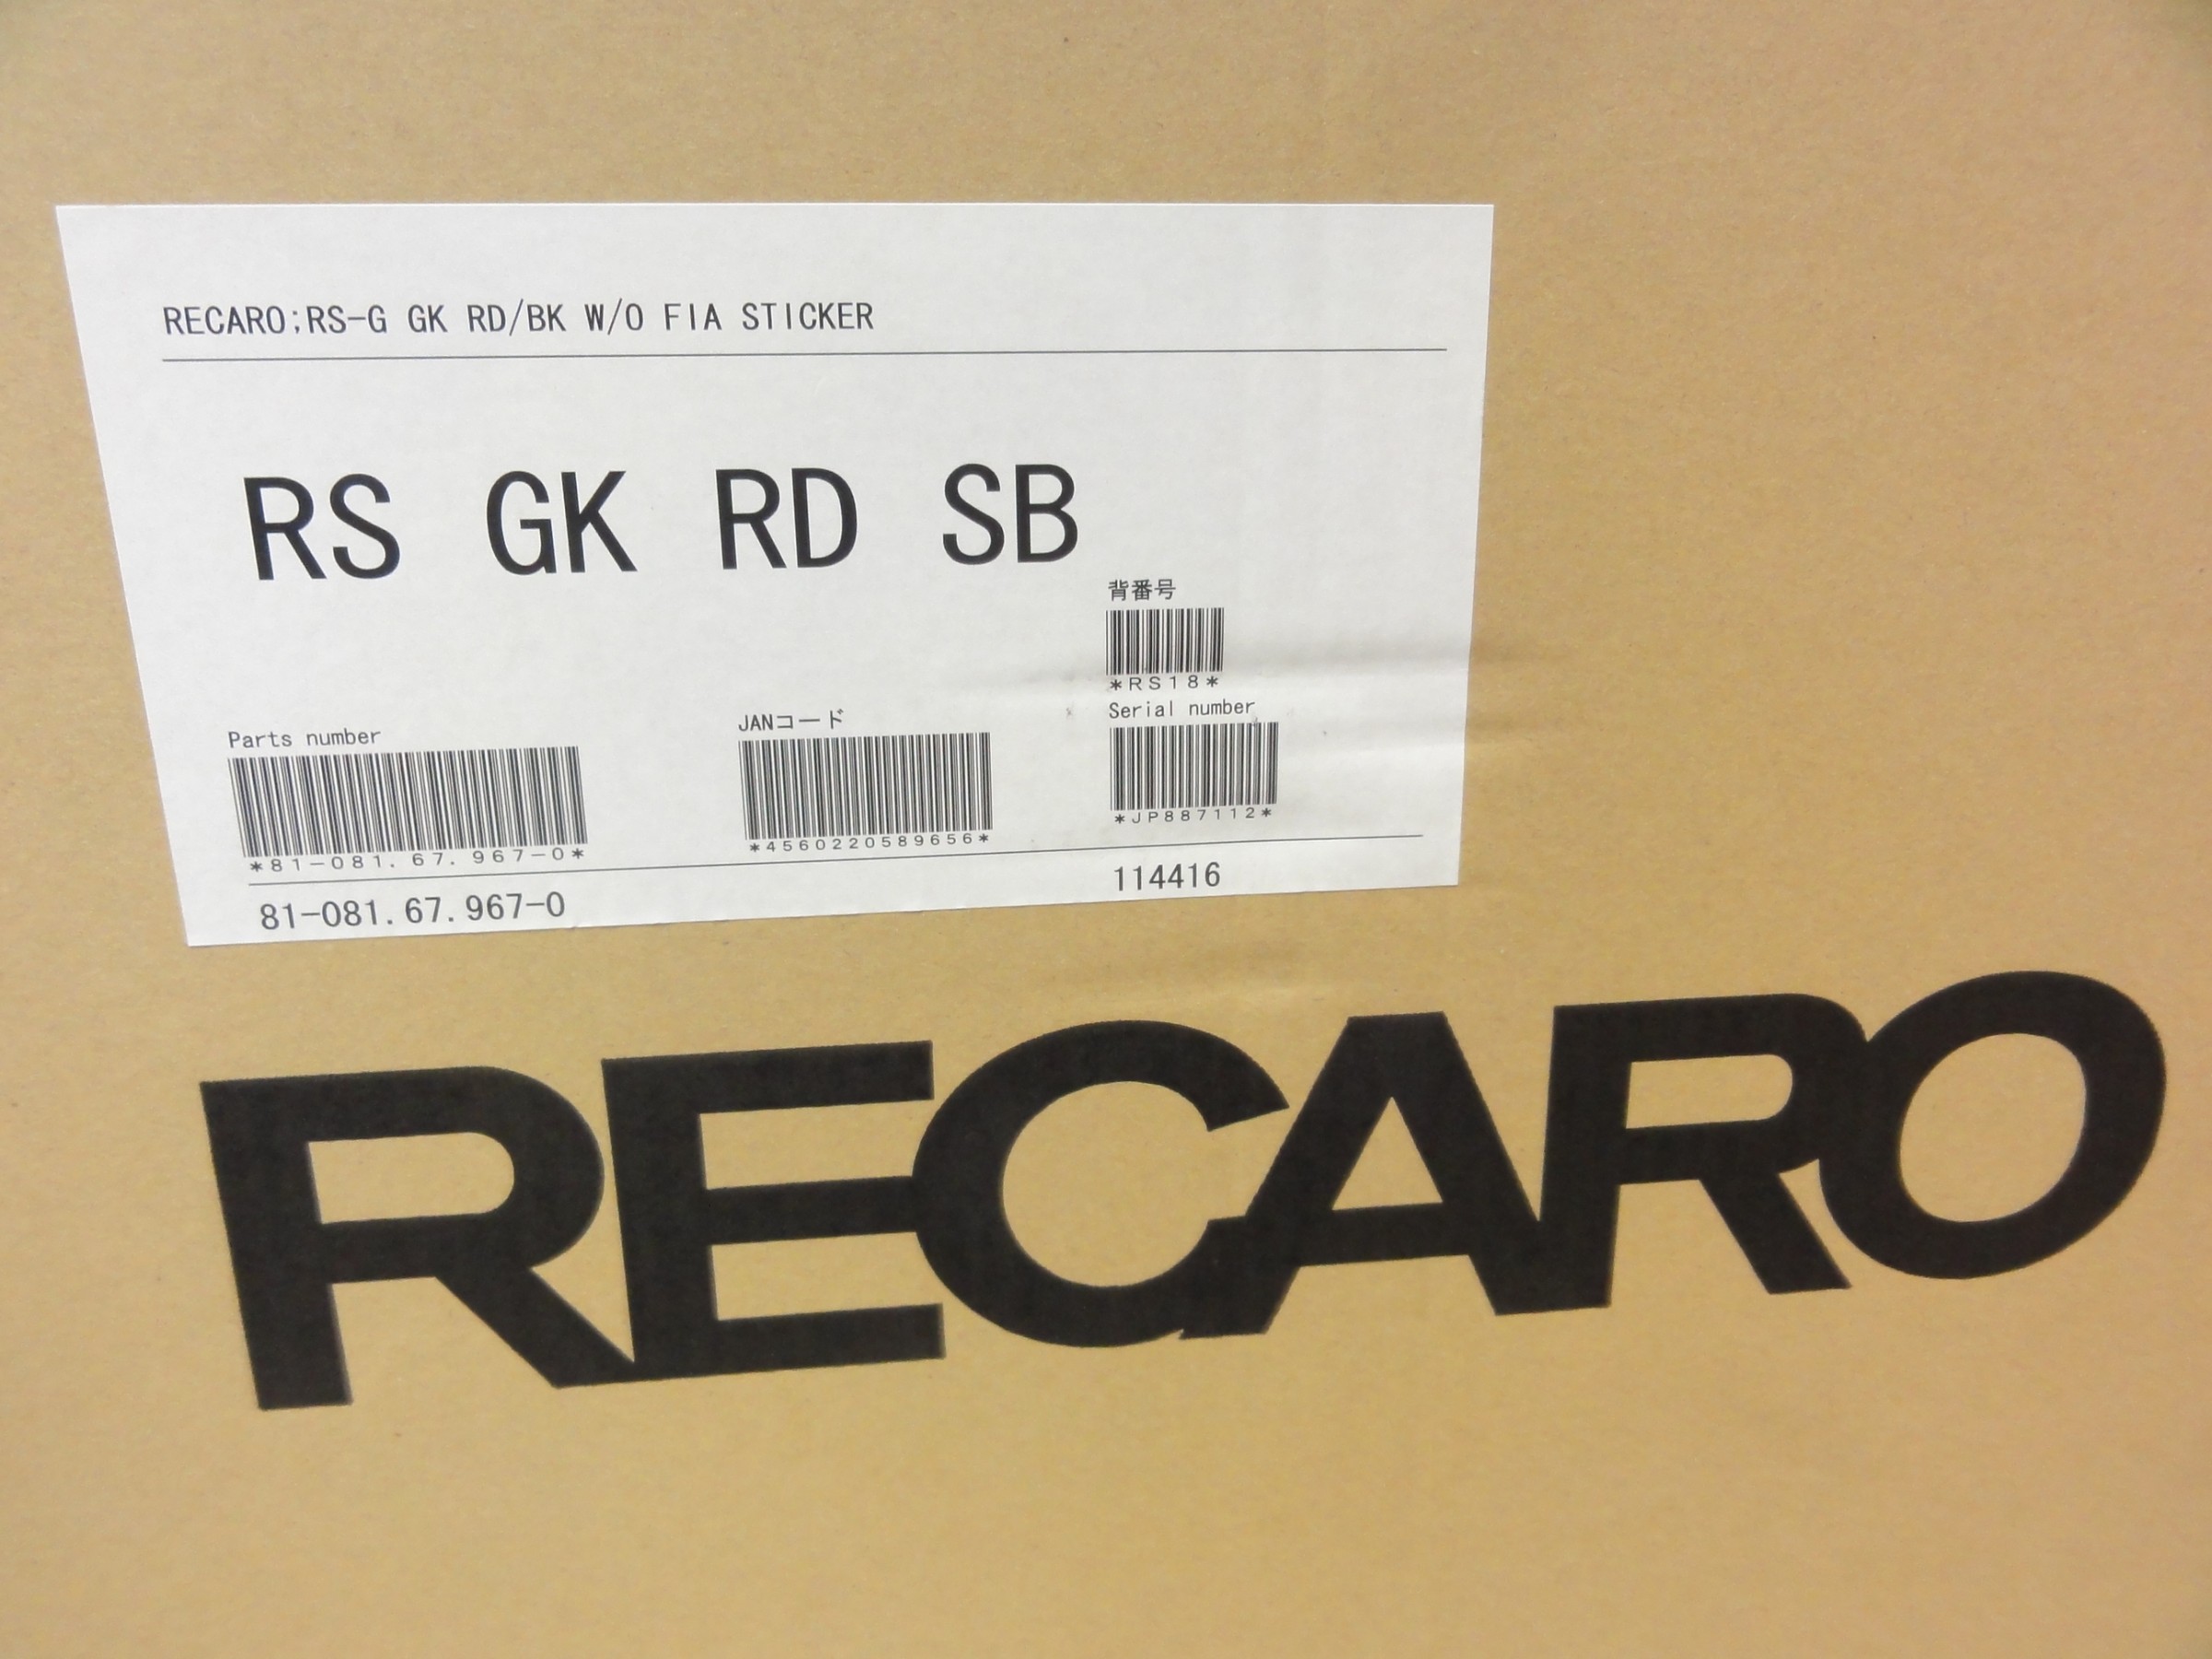 RECARO;RS-G GK RD/BK W/O FIA STICKER
RS GK RD SB
背番号
*RS18*
Parts number
*81-081.67.967-0*
JANコード
*4560220589656*
Serial number
*JP887112*
81-081.67.967-0
114416
RECARO